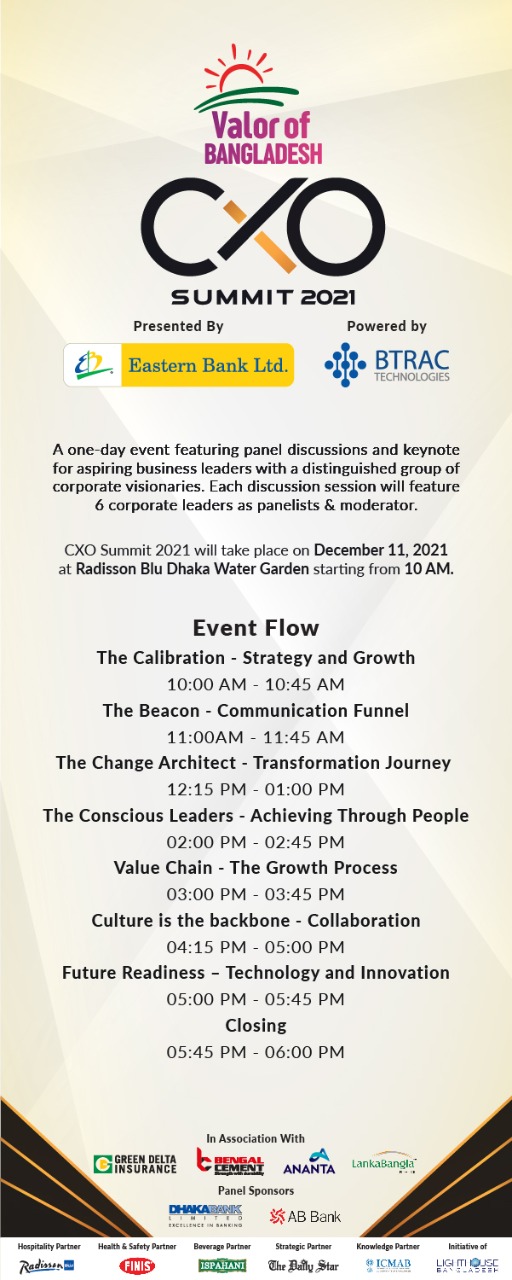 Valor of
BANGLADESH
CXO
SUMMIT 2021
Presented By
Powered by
Eastern Bank Ltd.
BTRAC
TECHNOLOGIES
A one-day event featuring panel discussions and keynote
for aspiring business leaders with a distinguished group of
corporate visionaries. Each discussion session will feature
6 corporate leaders as panelists & moderator.
CXO Summit 2021 will take place on December 11, 2021
at Radisson Blu Dhaka Water Garden starting from 10 AM.
Event Flow
The Calibration - Strategy and Growth
10:00 AM - 10:45 AM
The Beacon - Communication Funnel
11:00AM - 11:45 AM
The Change Architect - Transformation Journey
12:15 PM - 01:00 PM
The Conscious Leaders - Achieving Through People
02:00 PM - 02:45 PM
Value Chain - The Growth Process
03:00 PM - 03:45 PM
Culture is the backbone - Collaboration
04:15 PM - 05:00 PM
Future Readiness – Technology and Innovation
05:00 PM - 05:45 PM
Closing
05:45 PM - 06:00 PM
In Association With
GREEN DELTA
INSURANCE
BENGAL
CEMENT
Strength with durability
ANANTA
LankaBangla
Panel Sponsors
DHAKA BANK
LIMITED
EXCELLENCE IN BANKING
AB Bank
Hospitality Partner
Health & Safety Partner
Beverage Partner
Strategic Partner
Knowledge Partner
Initiative of
Radisson BLU
FINIS
ISPAHANI
The Daily Star
ICMAB
LIGHTHOUSE
BANGLADESH